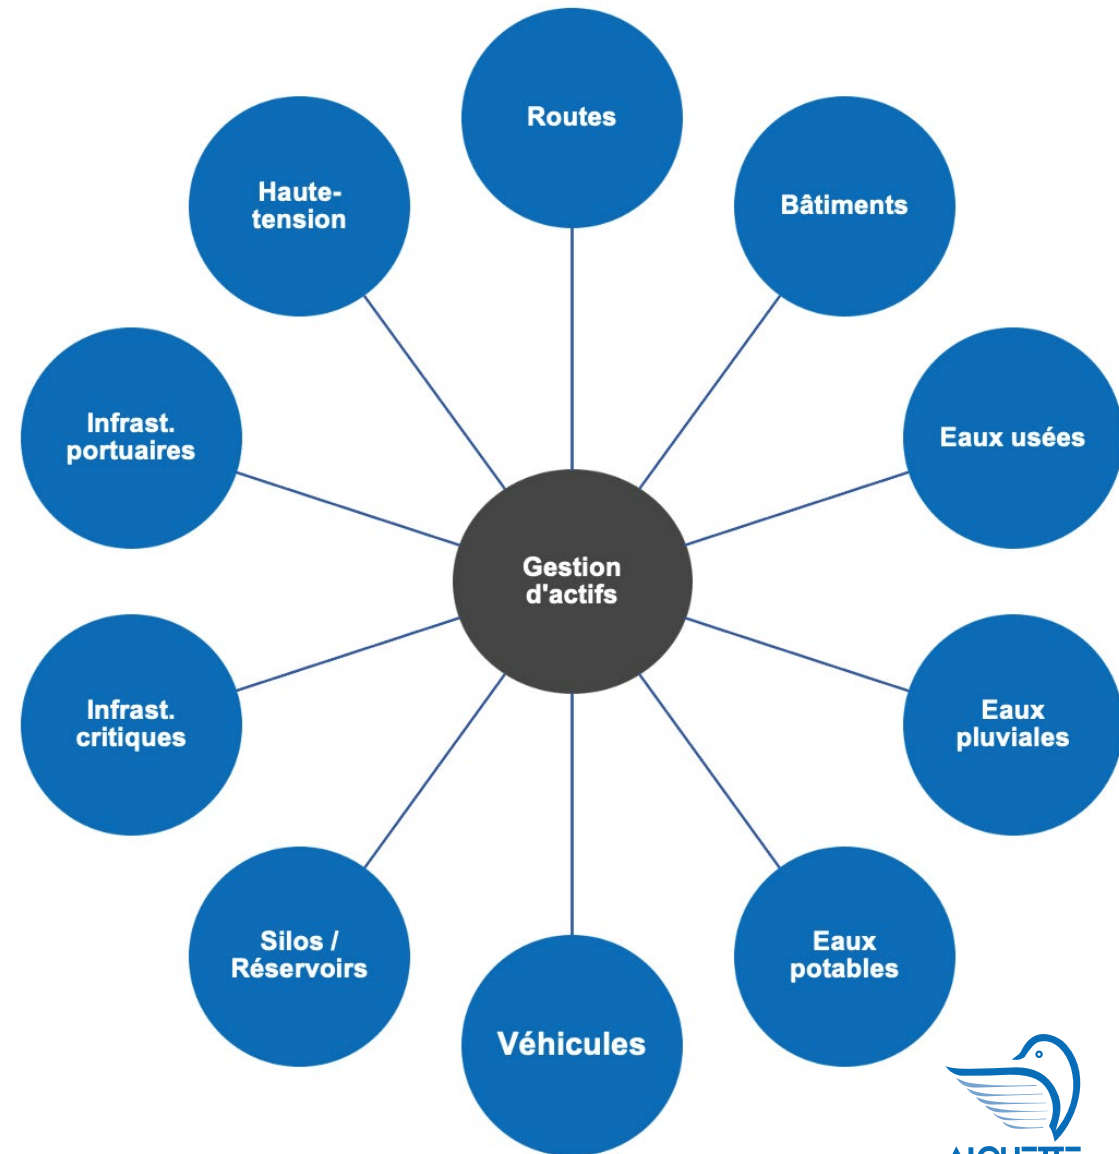 Routes
Bâtiments
Eaux usées
Eaux
pluviales
Eaux
potables
Véhicules
Silos /
Réservoirs
Infrast.
critiques
Infrast.
portuaires
Haute-
tension
Gestion
d'actifs